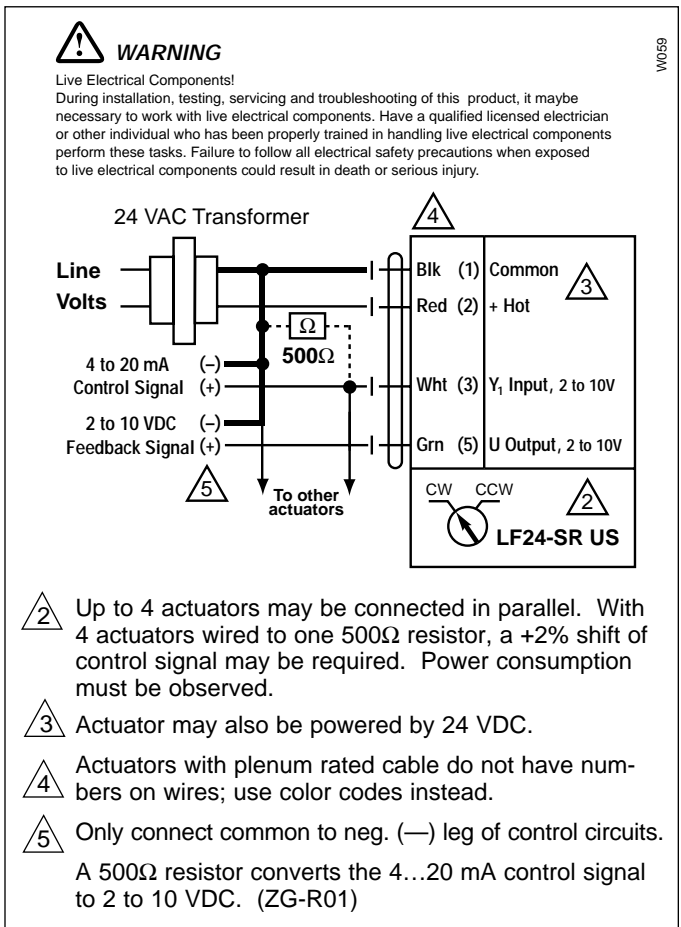 ! WARNING
W059
Live Electrical Components!
During installation, testing, servicing and troubleshooting of this product, it maybe
necessary to work with live electrical components. Have a qualified licensed electrician
or other individual who has been properly trained in handling live electrical components
perform these tasks. Failure to follow all electrical safety precautions when exposed
to live electrical components could result in death or serious injury.
24 VAC Transformer
4
Line
Volts
Blk (1) Common
3
Red (2) + Hot
Ω
500Ω
4 to 20 mA (–)
Control Signal (+)
Wht (3) Y1 Input, 2 to 10V
2 to 10 VDC (–)
Feedback Signal (+)
Grn (5) U Output, 2 to 10V
5
To other
actuators
CW CCW
2
LF24-SR US
2 Up to 4 actuators may be connected in parallel. With
4 actuators wired to one 500Ω resistor, a +2% shift of
control signal may be required. Power consumption
must be observed.
3 Actuator may also be powered by 24 VDC.
4 Actuators with plenum rated cable do not have num-
bers on wires; use color codes instead.
5 Only connect common to neg. (—) leg of control circuits.
A 500Ω resistor converts the 4…20 mA control signal
to 2 to 10 VDC. (ZG-R01)